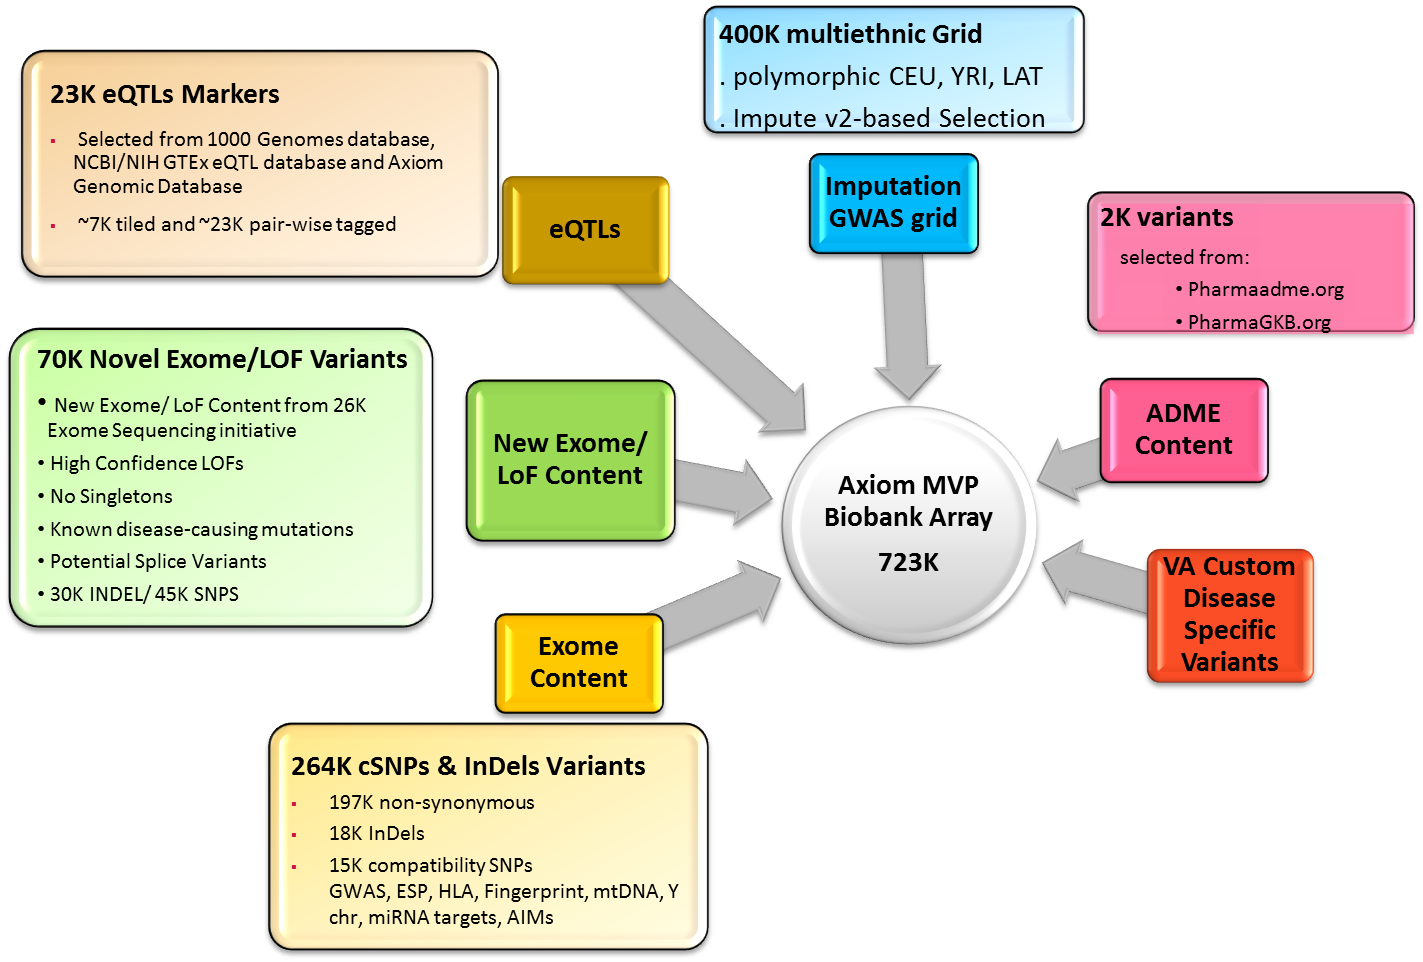 400K multiethnic Grid
. polymorphic CEU, YRI, LAT
. Impute v2-based Selection
23K eQTLs Markers
▪ Selected from 1000 Genomes database,
NCBI/NIH GTEx eQTL database and Axiom
Genomic Database
▪ ~7K tiled and ~23K pair-wise tagged
eQTLs
Imputation
GWAS grid
2K variants
selected from:
• Pharmaadme.org
• PharmaGKB.org
70K Novel Exome/LOF Variants
• New Exome/ LoF Content from 26K
Exome Sequencing initiative
• High Confidence LOFs
• No Singletons
• Known disease-causing mutations
• Potential Splice Variants
• 30K INDEL/ 45K SNPS
New Exome/
LoF Content
ADME
Content
Axiom MVP
Biobank Array
723K
VA Custom
Disease
Specific
Variants
Exome
Content
264K cSNPs & InDels Variants
▪ 197K non-synonymous
▪ 18K InDels
▪ 15K compatibility SNPs
GWAS, ESP, HLA, Fingerprint, mtDNA, Y
chr, miRNA targets, AIMs